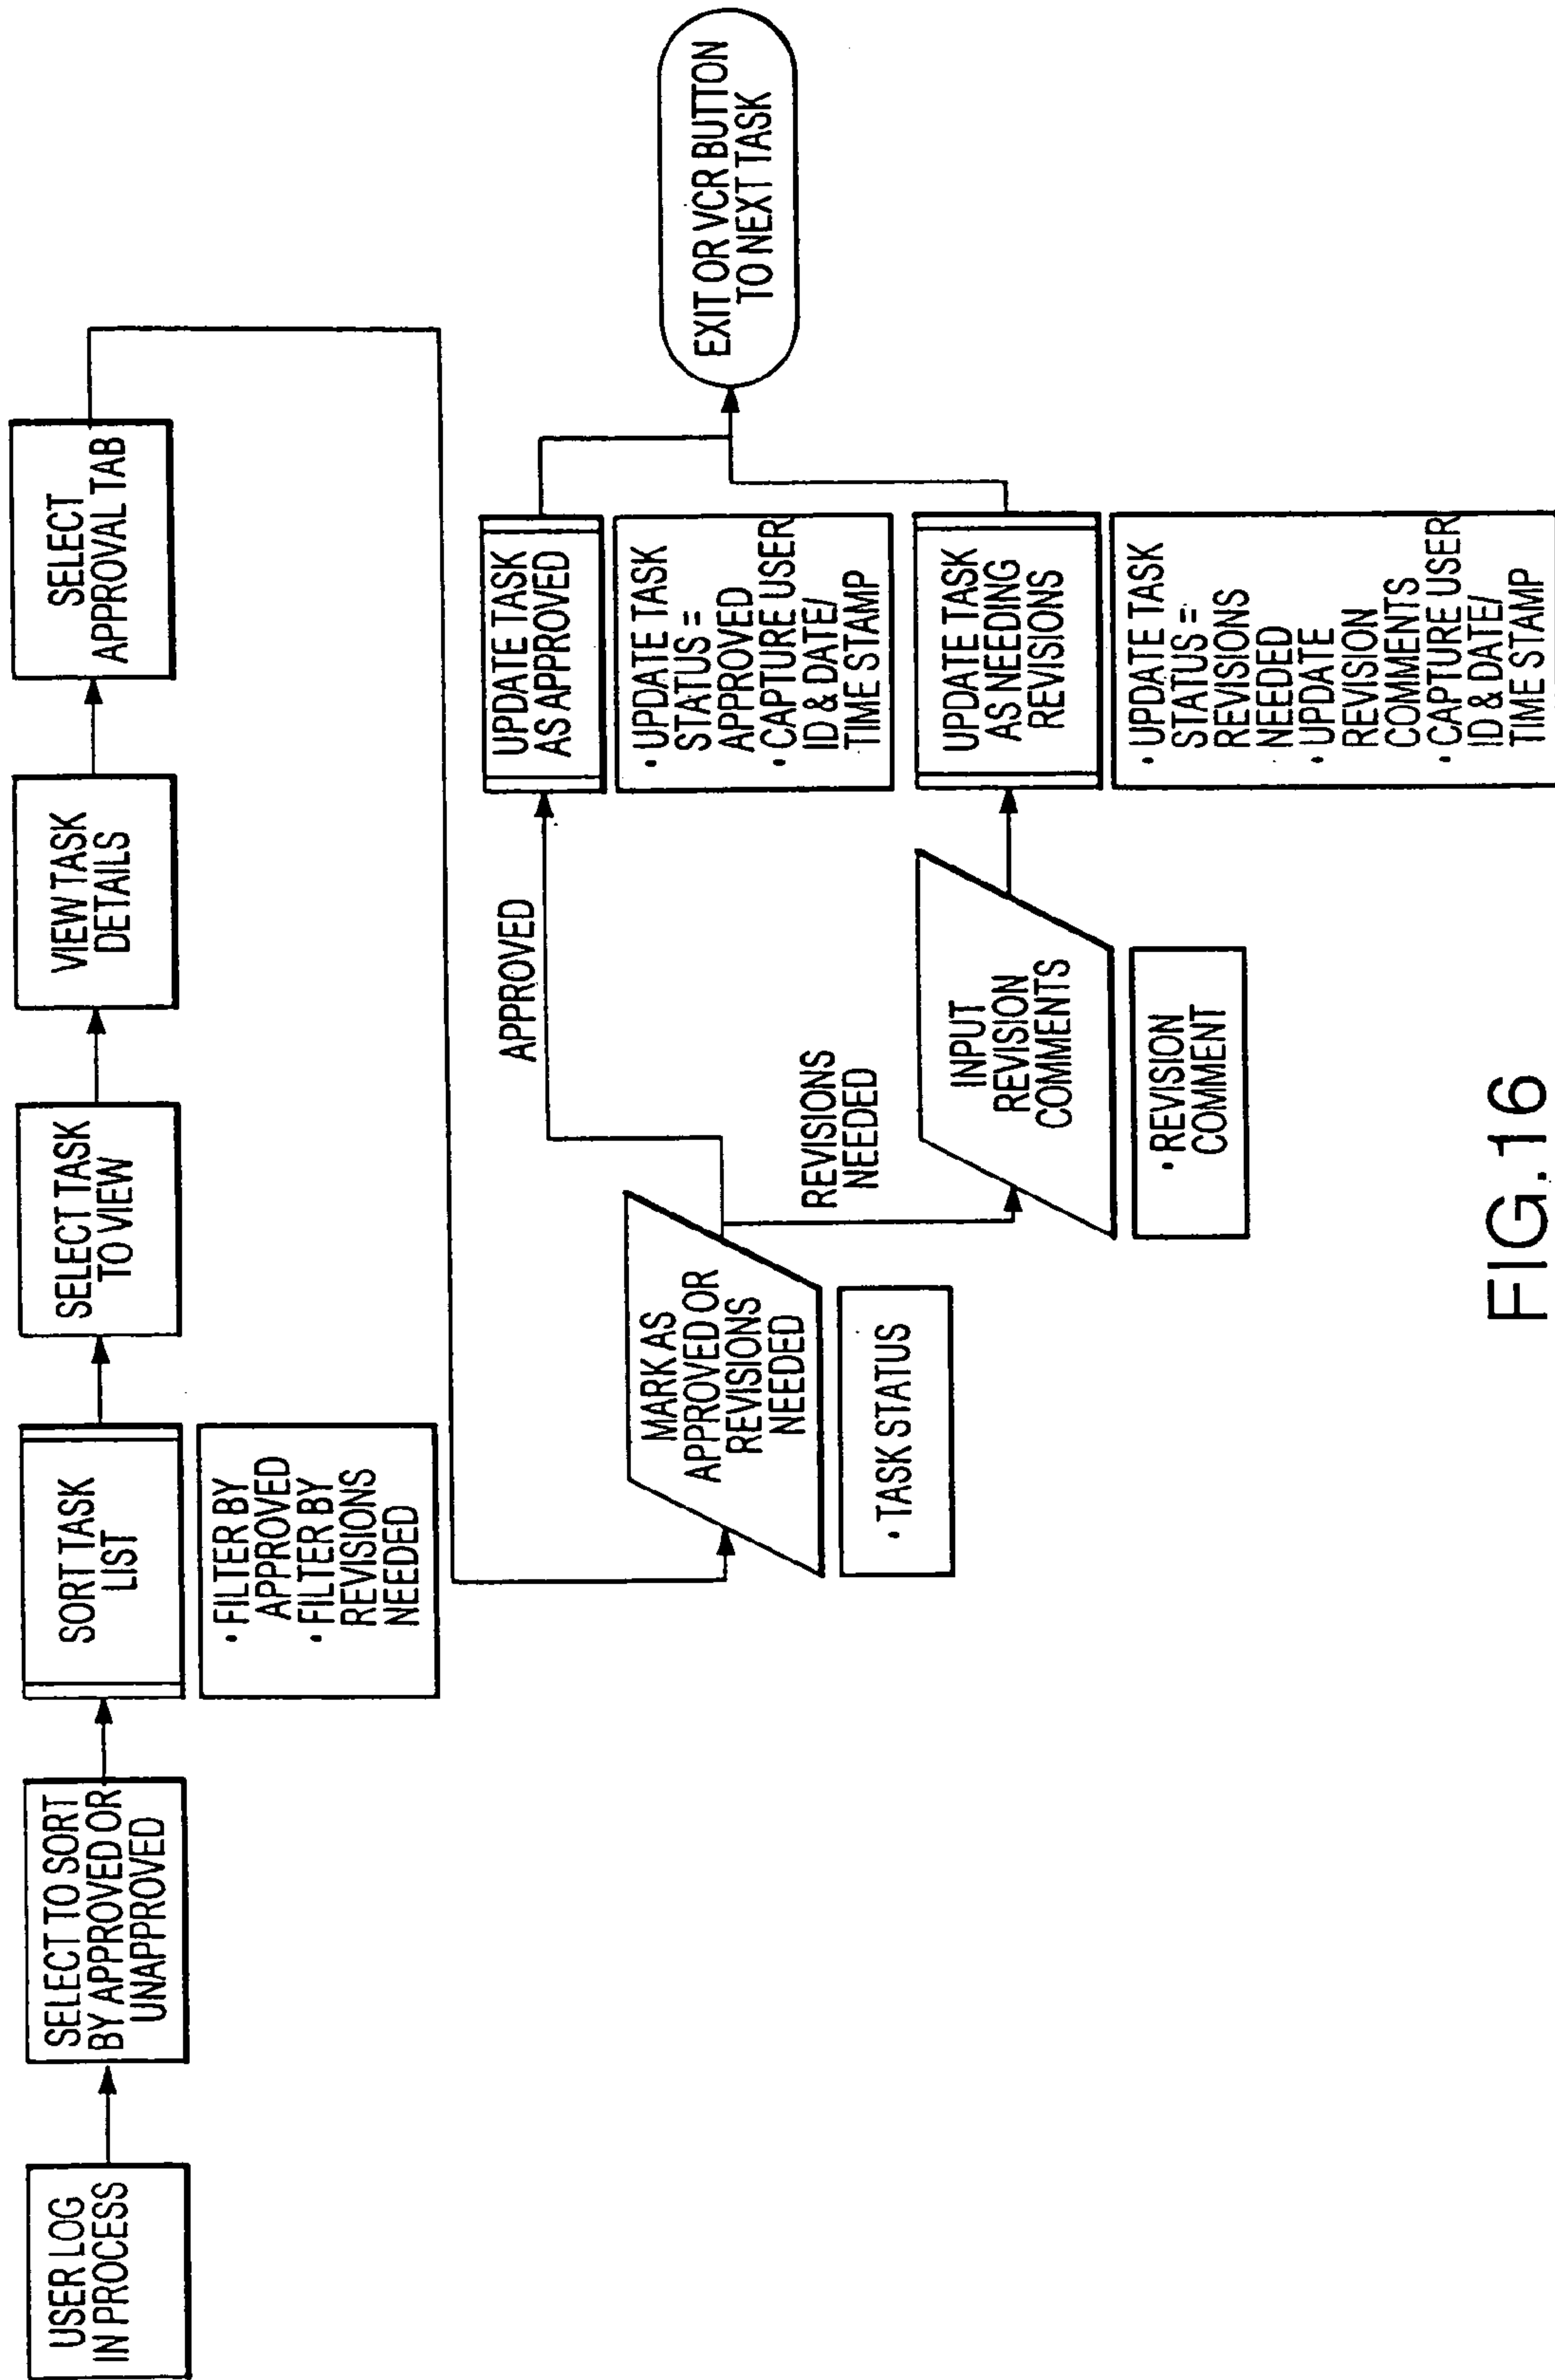 USER LOG
IN PROCESS
SELECT TO SORT
BY APPROVED OR
UNAPPROVED
SORT TASK
LIST
• FILTER BY
APPROVED
• FILTER BY
REVISIONS
NEEDED
SELECT TASK
TO VIEW
VIEW TASK
DETAILS
SELECT
APPROVAL TAB
MARK AS
APPROVED OR
REVISIONS
NEEDED
• TASK STATUS
APPROVED
REVISIONS
NEEDED
INPUT
REVISION
COMMENTS
• REVISION
COMMENT
UPDATE TASK
AS APPROVED
• UPDATE TASK
STATUS =
APPROVED
• CAPTURE USER
ID & DATE/
TIME STAMP
UPDATE TASK
AS NEEDING
REVISIONS
• UPDATE TASK
STATUS =
REVISIONS
NEEDED
• UPDATE
REVISION
COMMENTS
• CAPTURE USER
ID & DATE/
TIME STAMP
EXIT OR VCR BUTTON
TO NEXT TASK
FIG.16